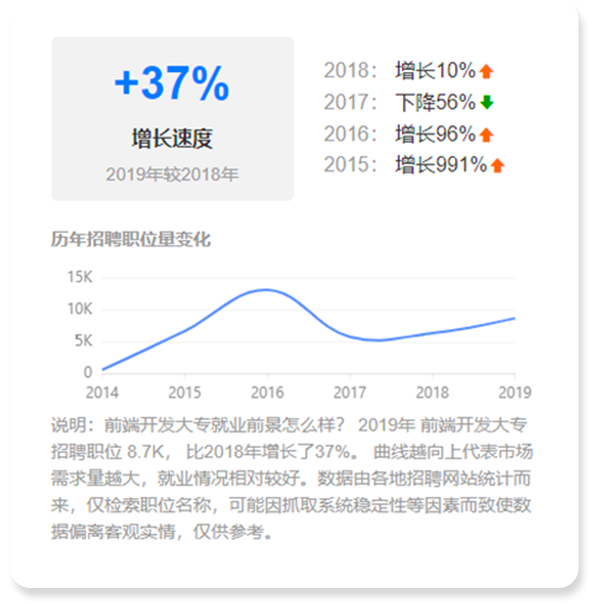 +37%
增长速度
2019年较2018年
2018： 增长10%
2017： 下降56%
2016： 增长96%
2015： 增长991%
历年招聘职位量变化
15K
10K
5K
0
2014 2015 2016 2017 2018 2019
说明：前端开发大专就业前景怎么样？ 2019年 前端开发大专
招聘职位 8.7K， 比2018年增长了37%。 曲线越向上代表市场
需求量越大，就业情况相对较好。数据由各地招聘网站统计而
来，仅检索职位名称，可能因抓取系统稳定性等因素而致使数
据偏离客观实情，仅供参考。